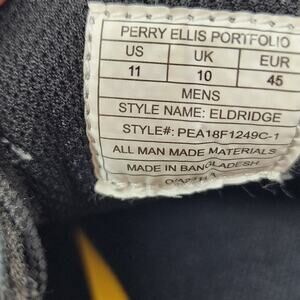 PERRY ELLIS PORTFOLIO
US UK EUR
11 10 45
MENS
STYLE NAME: ELDRIDGE
STYLE#: PEA18F1249C-1
ALL MAN MADE MATERIALS
MADE IN BANGLADESH